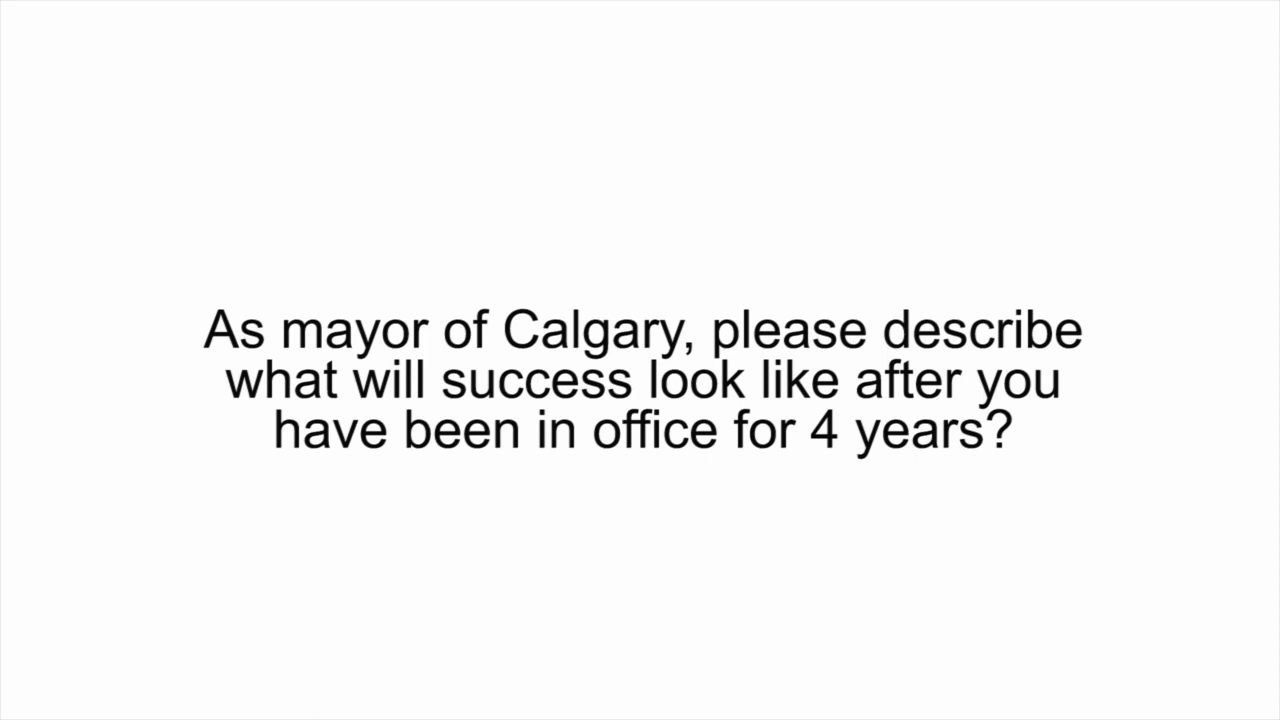 As mayor of Calgary, please describe
what will success look like after you
have been in office for 4 years?